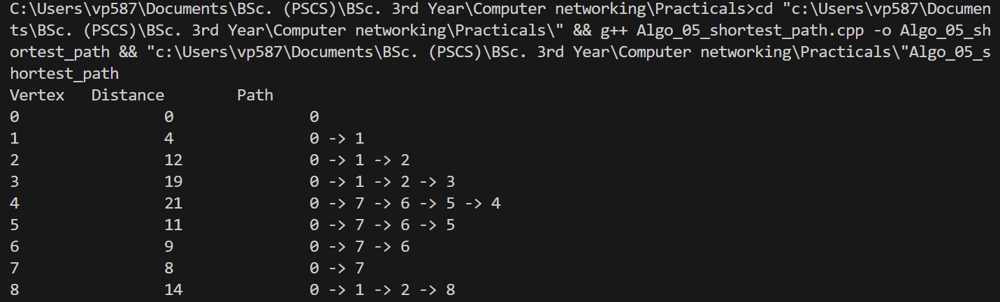 C:\Users\vp587\Documents\BSc. (PSCS)\BSc. 3rd Year\Computer networking\Practicals>cd "c:\Users\vp587\Documen
ts\BSc. (PSCS)\BSc. 3rd Year\Computer networking\Practicals\" && g++ Algo_05_shortest_path.cpp -o Algo_05_sh
ortest_path && "c:\Users\vp587\Documents\BSc. (PSCS)\BSc. 3rd Year\Computer networking\Practicals\"Algo_05_s
hortest_path
Vertex   Distance        Path
0                0               0
1                4               0 -> 1
2                12              0 -> 1 -> 2
3                19              0 -> 1 -> 2 -> 3
4                21              0 -> 7 -> 6 -> 5 -> 4
5                11              0 -> 7 -> 6 -> 5
6                9               0 -> 7 -> 6
7                8               0 -> 7
8                14              0 -> 1 -> 2 -> 8